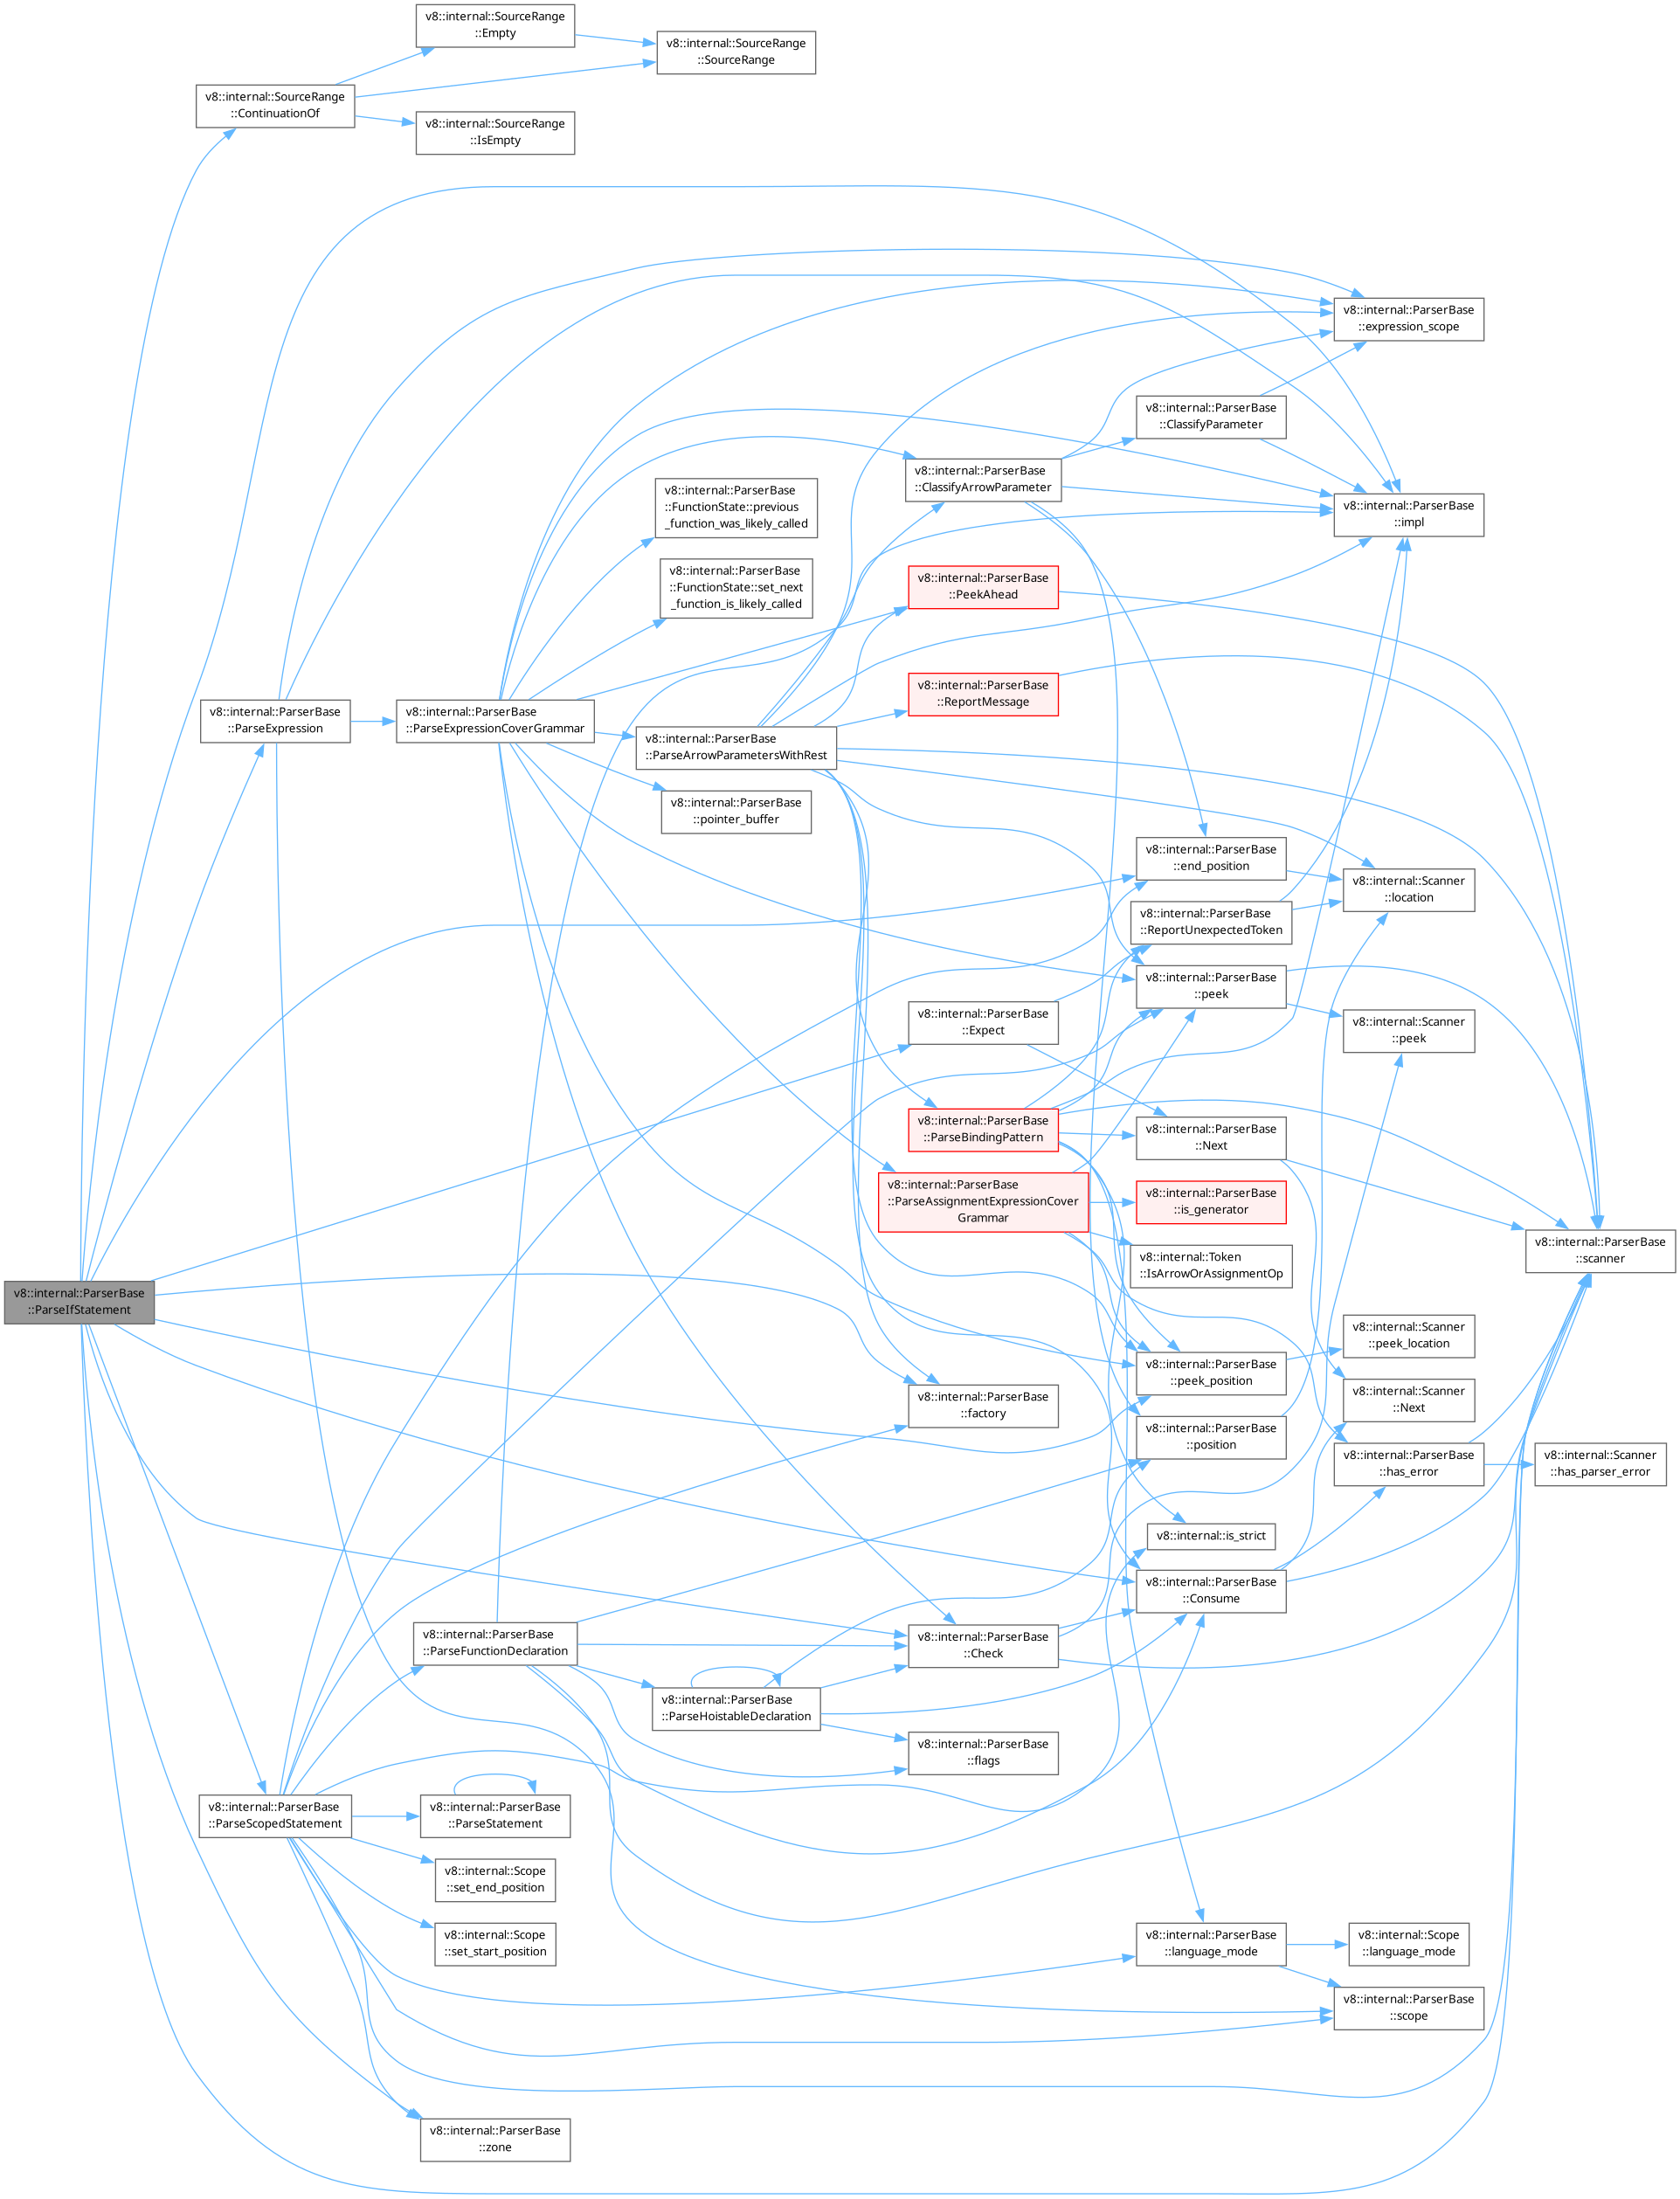 v8::internal::SourceRange
::Empty
v8::internal::SourceRange
::SourceRange
v8::internal::SourceRange
::ContinuationOf
v8::internal::SourceRange
::IsEmpty
v8::internal::ParserBase
::expression_scope
v8::internal::ParserBase
::ClassifyParameter
v8::internal::ParserBase
::ClassifyArrowParameter
v8::internal::ParserBase
::FunctionState::previous
_function_was_likely_called
v8::internal::ParserBase
::impl
v8::internal::ParserBase
::FunctionState::set_next
_function_is_likely_called
v8::internal::ParserBase
::PeekAhead
v8::internal::ParserBase
::ReportMessage
v8::internal::ParserBase
::ParseExpression
v8::internal::ParserBase
::ParseExpressionCoverGrammar
v8::internal::ParserBase
::ParseArrowParametersWithRest
v8::internal::ParserBase
::pointer_buffer
v8::internal::ParserBase
::end_position
v8::internal::Scanner
::location
v8::internal::ParserBase
::ReportUnexpectedToken
v8::internal::ParserBase
::peek
v8::internal::ParserBase
::Expect
v8::internal::Scanner
::peek
v8::internal::ParserBase
::ParseBindingPattern
v8::internal::ParserBase
::Next
v8::internal::ParserBase
::ParseAssignmentExpressionCover
Grammar
v8::internal::ParserBase
::is_generator
v8::internal::Token
::IsArrowOrAssignmentOp
v8::internal::ParserBase
::scanner
v8::internal::ParserBase
::ParseIfStatement
v8::internal::Scanner
::peek_location
v8::internal::ParserBase
::peek_position
v8::internal::ParserBase
::factory
v8::internal::Scanner
::Next
v8::internal::ParserBase
::position
v8::internal::ParserBase
::has_error
v8::internal::Scanner
::has_parser_error
v8::internal::is_strict
v8::internal::ParserBase
::Consume
v8::internal::ParserBase
::ParseFunctionDeclaration
v8::internal::ParserBase
::Check
v8::internal::ParserBase
::ParseHoistableDeclaration
v8::internal::ParserBase
::flags
v8::internal::ParserBase
::ParseScopedStatement
v8::internal::ParserBase
::ParseStatement
v8::internal::Scope
::set_end_position
v8::internal::Scope
::set_start_position
v8::internal::ParserBase
::language_mode
v8::internal::Scope
::language_mode
v8::internal::ParserBase
::scope
v8::internal::ParserBase
::zone